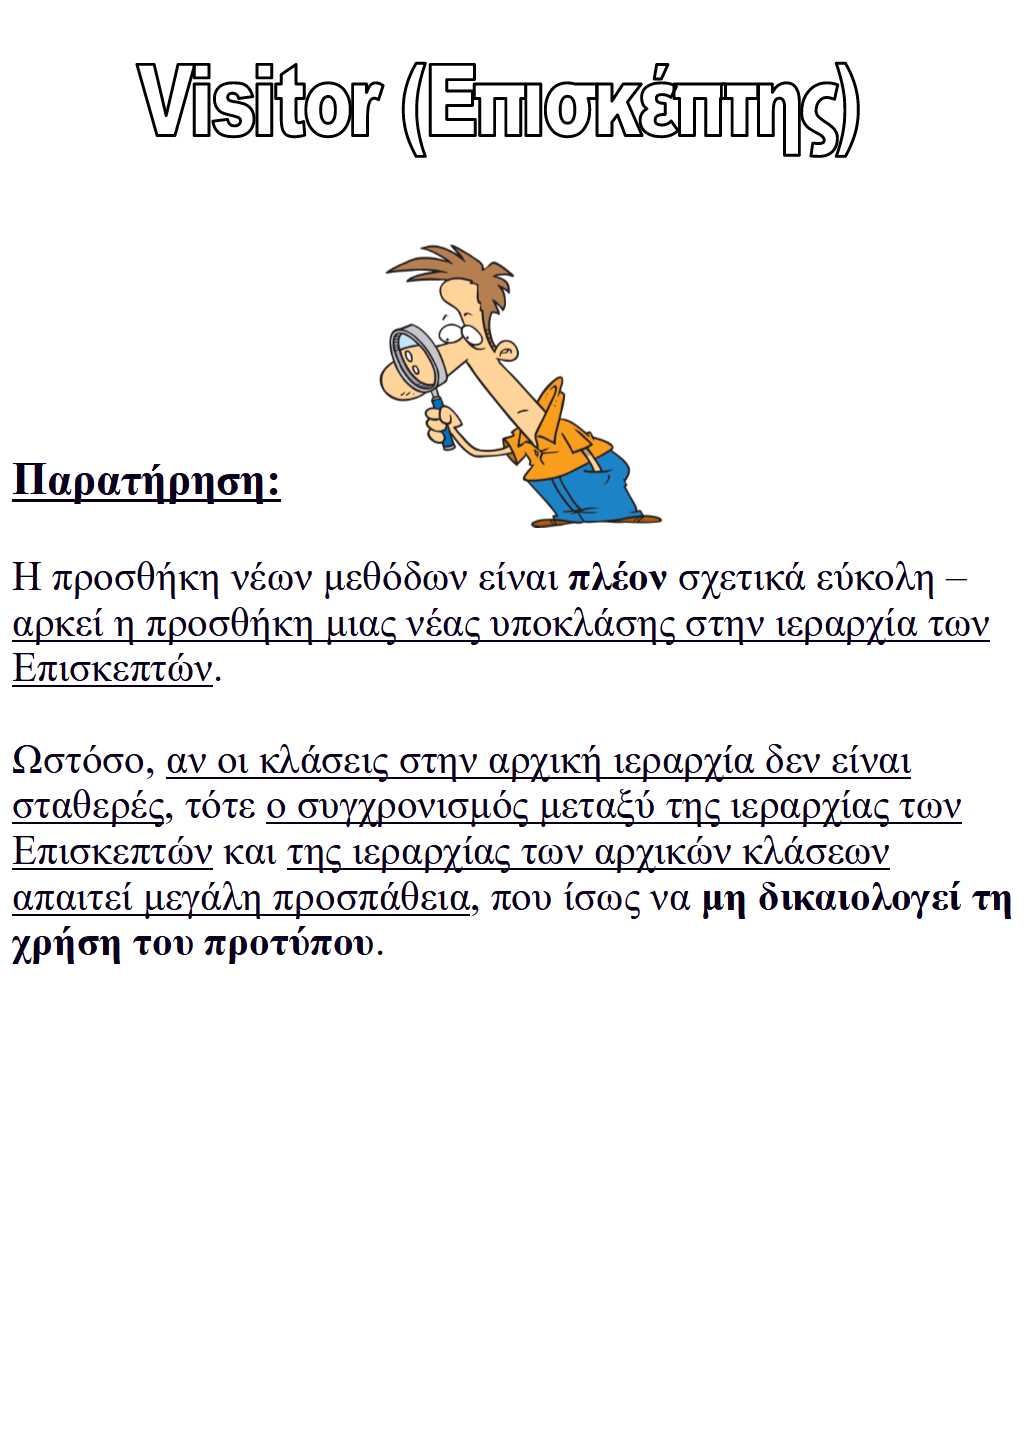 Visitor (Επισκέπτης)
Παρατήρηση:
Η προσθήκη νέων μεθόδων είναι πλέον σχετικά εύκολη –
αρκεί η προσθήκη μιας νέας υποκλάσης στην ιεραρχία των
Επισκεπτών.
Ωστόσο, αν οι κλάσεις στην αρχική ιεραρχία δεν είναι
σταθερές, τότε ο συγχρονισμός μεταξύ της ιεραρχίας των
Επισκεπτών και της ιεραρχίας των αρχικών κλάσεων
απαιτεί μεγάλη προσπάθεια, που ίσως να μη δικαιολογεί τη
χρήση του προτύπου.